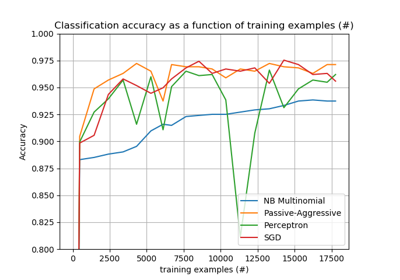 Classification accuracy as a function of training examples (#)
1.000
0.975
0.950
0.925
0.900
0.875
0.850
0.825
0.800
Accuracy
NB Multinomial
Passive-Aggressive
Perceptron
SGD
0 2500 5000 7500 10000 12500 15000 17500
training examples (#)